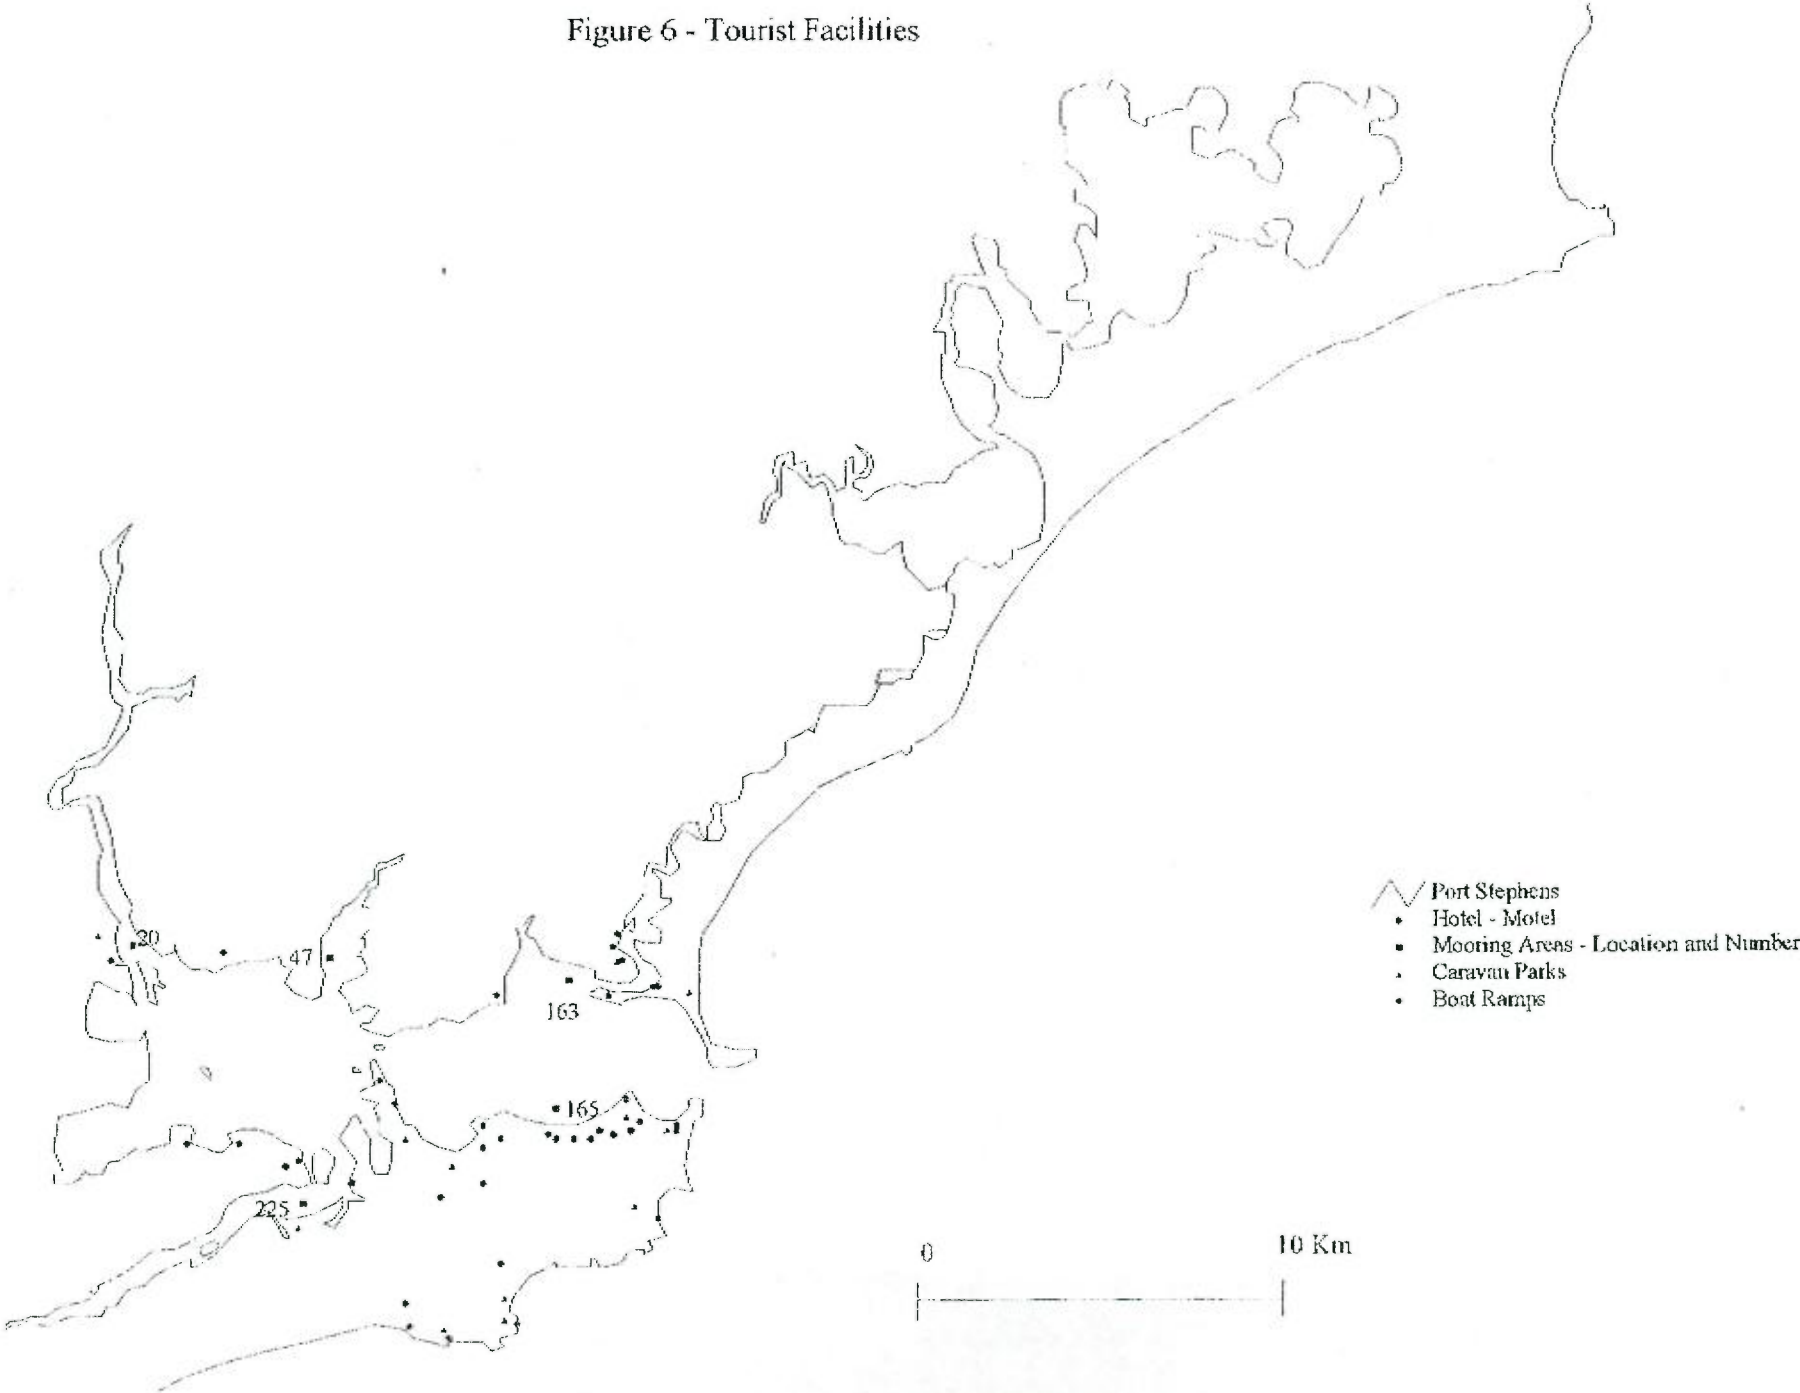 Figure 6 - Tourist Facilities
Port Stephens
Hotel - Motel
Mooring Areas - Location and Number
Caravan Parks
Boat Ramps
20
47
163
165
225
0
10 Km